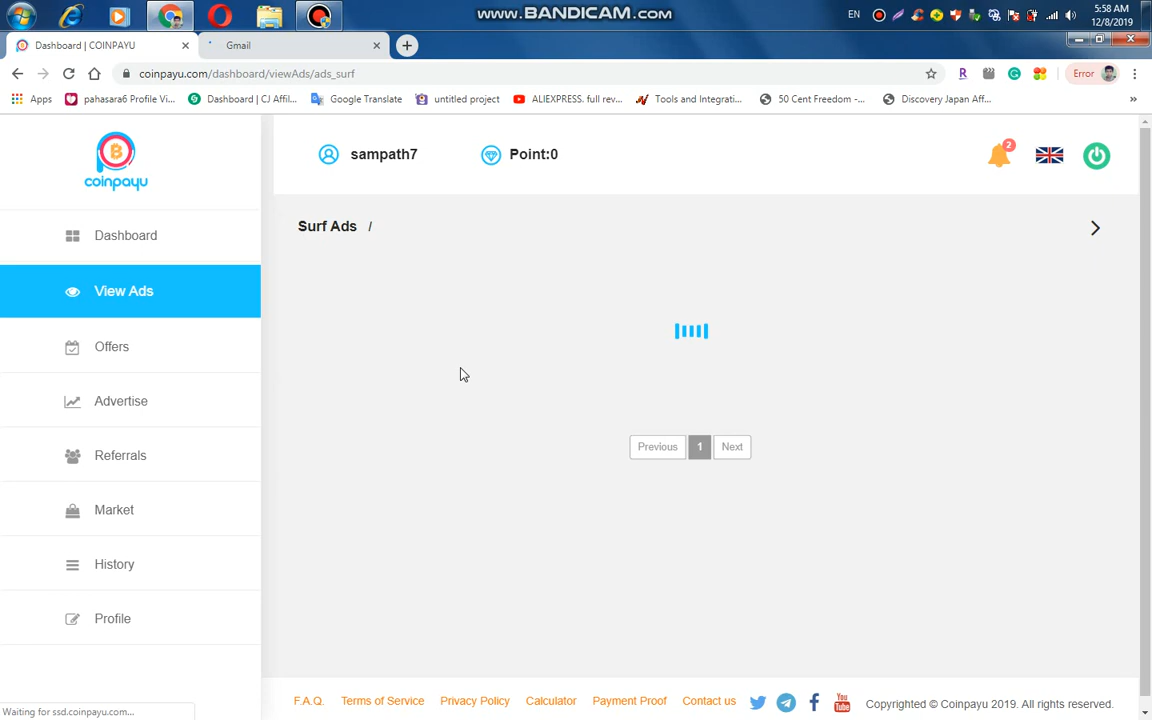 www.BANDICAM.com
EN
5:58 AM
12/8/2019
Dashboard | COINPAYU
Gmail
coinpayu.com/dashboard/viewAds/ads_surf
Error
Apps
pahasara6 Profile Vi...
Dashboard | CJ Affil...
Google Translate
untitled project
ALIEXPRESS. full rev...
Tools and Integrati...
50 Cent Freedom -...
Discovery Japan Aff...
coinpayu
sampath7
Point:0
2
Surf Ads /
Dashboard
View Ads
Offers
Advertise
Referrals
Market
History
Profile
Previous
1
Next
F.A.Q.
Terms of Service
Privacy Policy
Calculator
Payment Proof
Contact us
You Tube
Copyrighted © Coinpayu 2019. All rights reserved.
Waiting for ssd.coinpayu.com...